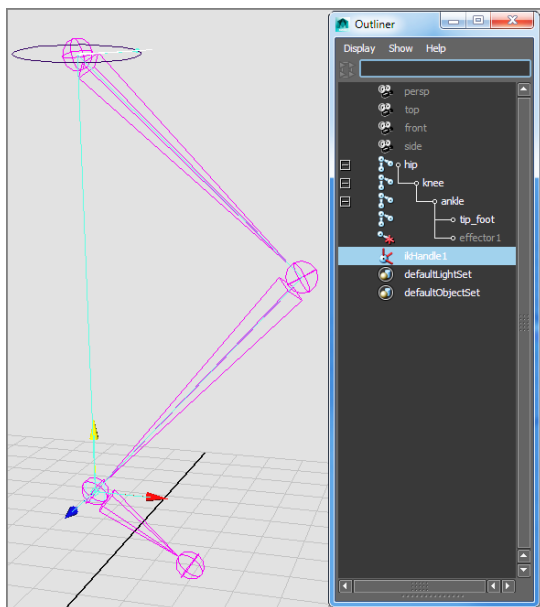 Outliner
Display Show Help
persp
top
front
side
hip
knee
ankle
tip_foot
effector1
ikHandle1
defaultLightSet
defaultObjectSet